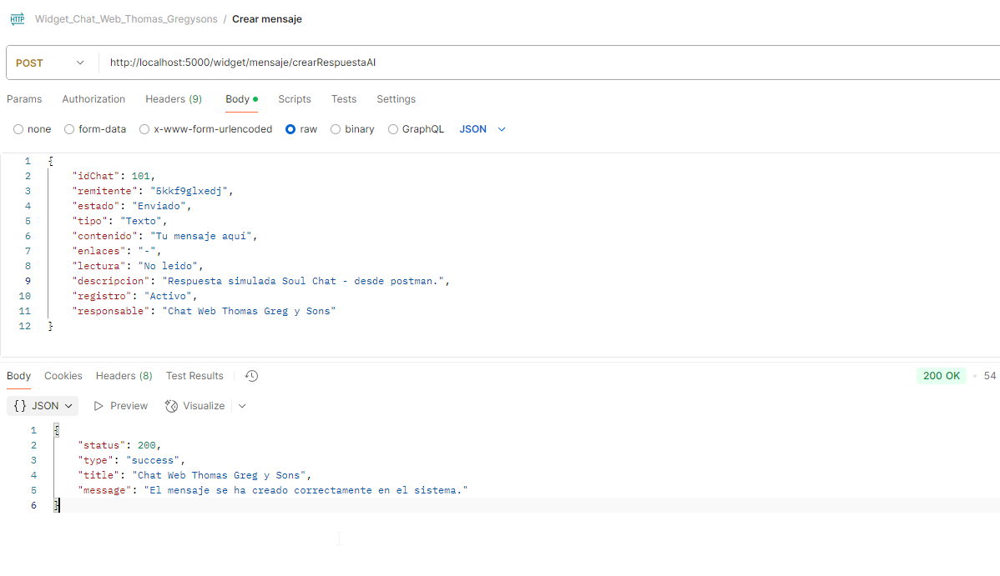 HTTP Widget_Chat_Web_Thomas_Gregysons / Crear mensaje
POST http://localhost:5000/widget/mensaje/crearRespuestaAI
Params Authorization Headers (9) Body Scripts Tests Settings
none form-data x-www-form-urlencoded raw binary GraphQL JSON
1 {
2 "idChat": 101,
3 "remitente": "5kkf9glxedj",
4 "estado": "Enviado",
5 "tipo": "Texto",
6 "contenido": "Tu mensaje aquí",
7 "enlaces": "-",
8 "lectura": "No leido",
9 "descripcion": "Respuesta simulada Soul Chat - desde postman.",
10 "registro": "Activo",
11 "responsable": "Chat Web Thomas Greg y Sons"
12 }
Body Cookies Headers (8) Test Results 200 OK • 54
{} JSON Preview Visualize
1 {
2 "status": 200,
3 "type": "success",
4 "title": "Chat Web Thomas Greg y Sons",
5 "message": "El mensaje se ha creado correctamente en el sistema."
6 }